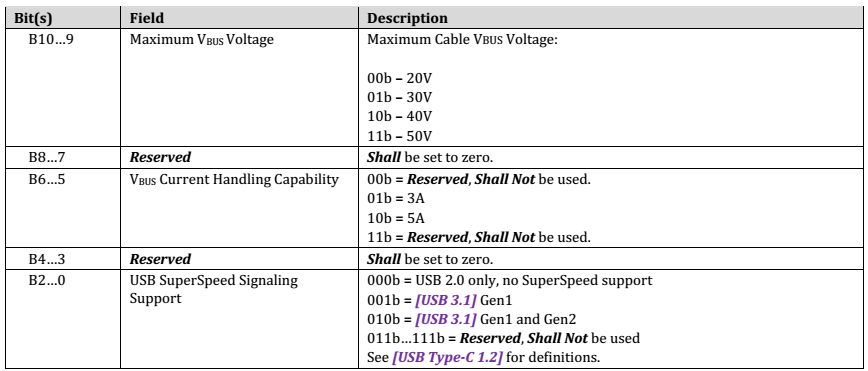 Bit(s) Field Description
B10…9 Maximum VBUS Voltage Maximum Cable VBUS Voltage:
00b – 20V
01b – 30V
10b – 40V
11b – 50V
B8…7 Reserved Shall be set to zero.
B6…5 VBUS Current Handling Capability 00b = Reserved, Shall Not be used.
01b = 3A
10b = 5A
11b = Reserved, Shall Not be used.
B4…3 Reserved Shall be set to zero.
B2…0 USB SuperSpeed Signaling 000b = USB 2.0 only, no SuperSpeed support
Support 001b = [USB 3.1] Gen1
010b = [USB 3.1] Gen1 and Gen2
011b…111b = Reserved, Shall Not be used
See [USB Type-C 1.2] for definitions.